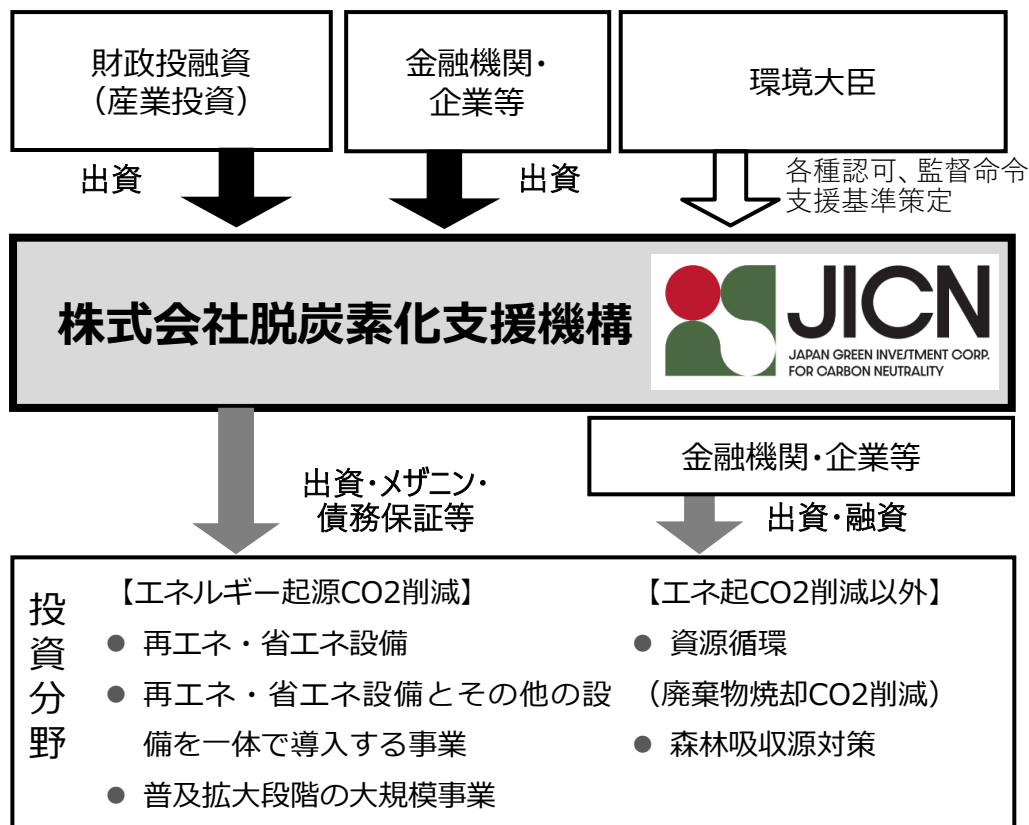 財政投融資
（産業投資）
金融機関・
企業等
環境大臣
出資
出資
各種認可、監督命令
支援基準策定
株式会社脱炭素化支援機構
JICN
JAPAN GREEN INVESTMENT CORP.
FOR CARBON NEUTRALITY
金融機関・企業等
出資・メザニン・
債務保証等
出資・融資
投資分野
【エネルギー起源CO2削減】
● 再エネ・省エネ設備
● 再エネ・省エネ設備とその他の設
備を一体で導入する事業
● 普及拡大段階の大規模事業
【エネ起CO2削減以外】
● 資源循環
（廃棄物焼却CO2削減）
● 森林吸収源対策